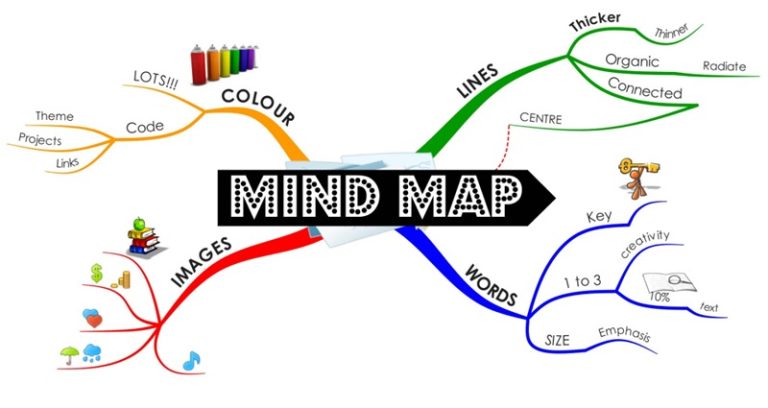 MIND MAP
COLOUR
LOTS!!!
Code
Theme
Projects
Links
LINES
Thicker
Thinner
Organic
Radiate
Connected
CENTRE
IMAGES
WORDS
Key
1 to 3
creativity
10%
text
SIZE
Emphasis